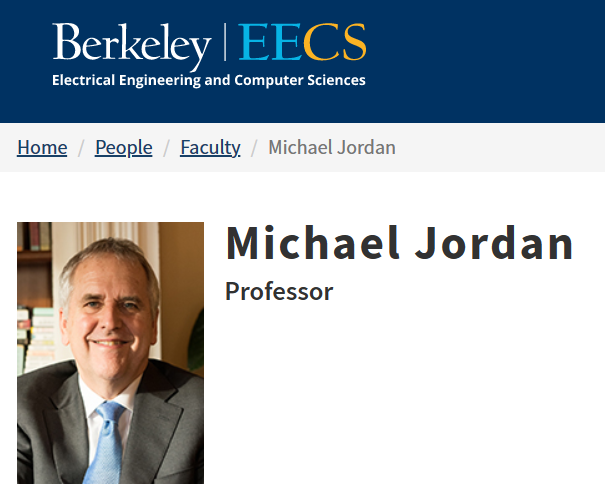 Berkeley | EECS
Electrical Engineering and Computer Sciences
Home / People / Faculty / Michael Jordan
Michael Jordan
Professor